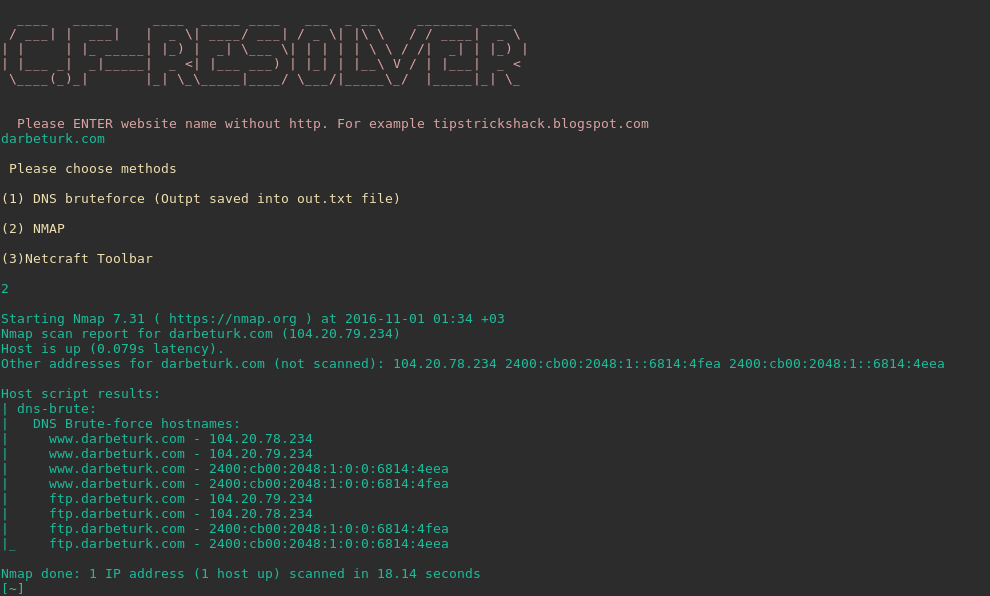 CF-RESOLVER
Please ENTER website name without http. For example tipstrickshack.blogspot.com
darbeturk.com
Please choose methods
(1) DNS bruteforce (Outpt saved into out.txt file)
(2) NMAP
(3)Netcraft Toolbar
2
Starting Nmap 7.31 ( https://nmap.org ) at 2016-11-01 01:34 +03
Nmap scan report for darbeturk.com (104.20.79.234)
Host is up (0.079s latency).
Other addresses for darbeturk.com (not scanned): 104.20.78.234 2400:cb00:2048:1::6814:4fea 2400:cb00:2048:1::6814:4eea
Host script results:
| dns-brute:
|   DNS Brute-force hostnames:
|     www.darbeturk.com - 104.20.78.234
|     www.darbeturk.com - 104.20.79.234
|     www.darbeturk.com - 2400:cb00:2048:1:0:0:6814:4eea
|     www.darbeturk.com - 2400:cb00:2048:1:0:0:6814:4fea
|     ftp.darbeturk.com - 104.20.79.234
|     ftp.darbeturk.com - 104.20.78.234
|     ftp.darbeturk.com - 2400:cb00:2048:1:0:0:6814:4fea
|_    ftp.darbeturk.com - 2400:cb00:2048:1:0:0:6814:4eea
Nmap done: 1 IP address (1 host up) scanned in 18.14 seconds
[~]